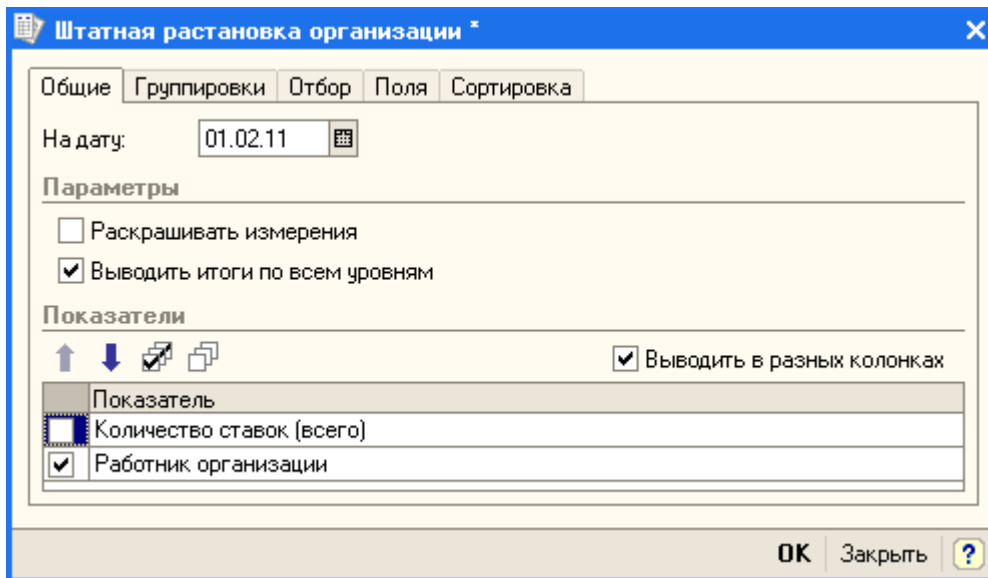 Штатная растановка организации *
Общие Группировки Отбор Поля Сортировка
На дату: 01.02.11
Параметры
Раскрашивать измерения
Выводить итоги по всем уровням
Показатели
Выводить в разных колонках
Показатель
Количество ставок (всего)
Работник организации
OK Закрыть ?